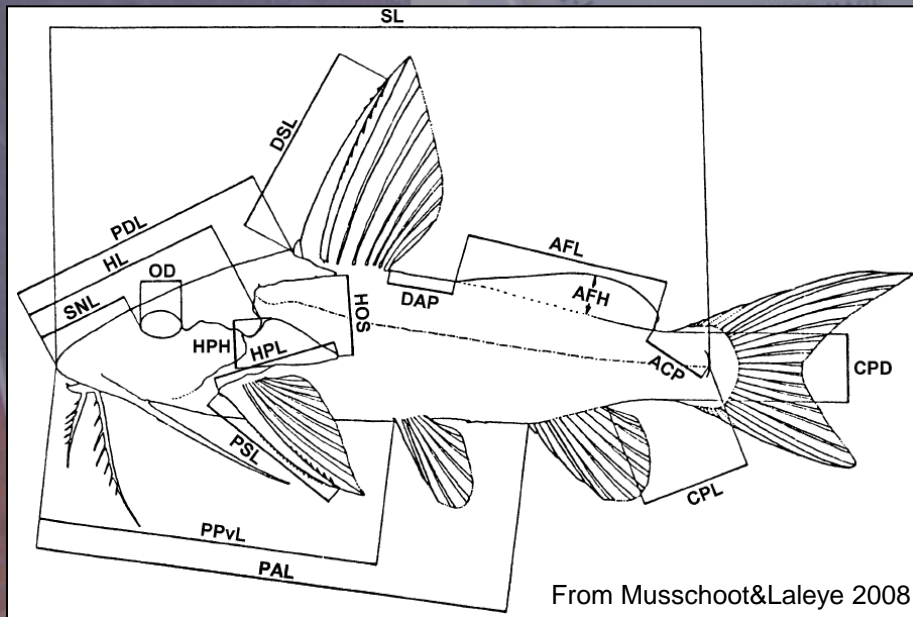 SL
DSL
PDL
HL
OD
SNL
AFL
DAP
AFH
HOS
HPH
HPL
ACP
CPD
PSL
CPL
PPvL
PAL
From Musschoot&Laleye 2008